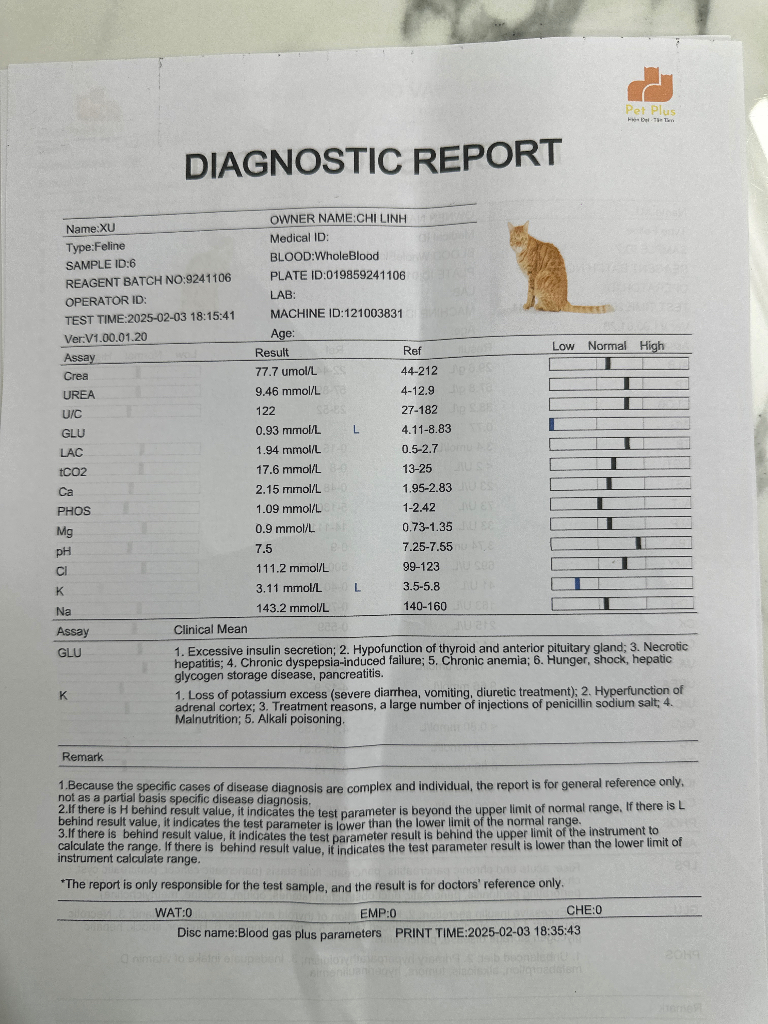 Pet Plus
Hiện Đại - Tận Tâm
DIAGNOSTIC REPORT
Name:XU OWNER NAME:CHI LINH
Type:Feline Medical ID:
SAMPLE ID:6 BLOOD:WholeBlood
REAGENT BATCH NO:9241106 PLATE ID:019859241106
OPERATOR ID: LAB:
TEST TIME:2025-02-03 18:15:41 MACHINE ID:121003831
Ver:V1.00.01.20 Age:
Assay Result Ref Low Normal High
Crea 77.7 umol/L 44-212
UREA 9.46 mmol/L 4-12.9
U/C 122 27-182
GLU 0.93 mmol/L L 4.11-8.83
LAC 1.94 mmol/L 0.5-2.7
tCO2 17.6 mmol/L 13-25
Ca 2.15 mmol/L 1.95-2.83
PHOS 1.09 mmol/L 1-2.42
Mg 0.9 mmol/L 0.73-1.35
pH 7.5 7.25-7.55
Cl 111.2 mmol/L 99-123
K 3.11 mmol/L L 3.5-5.8
Na 143.2 mmol/L 140-160
Assay Clinical Mean
GLU 1. Excessive insulin secretion; 2. Hypofunction of thyroid and anterior pituitary gland; 3. Necrotic
hepatitis; 4. Chronic dyspepsia-induced failure; 5. Chronic anemia; 6. Hunger, shock, hepatic
glycogen storage disease, pancreatitis.
K 1. Loss of potassium excess (severe diarrhea, vomiting, diuretic treatment); 2. Hyperfunction of
adrenal cortex; 3. Treatment reasons, a large number of injections of penicillin sodium salt; 4.
Malnutrition; 5. Alkali poisoning.
Remark
1.Because the specific cases of disease diagnosis are complex and individual, the report is for general reference only,
not as a partial basis specific disease diagnosis.
2.If there is H behind result value, it indicates the test parameter is beyond the upper limit of normal range, If there is L
behind result value, it indicates the test parameter is lower than the lower limit of the normal range.
3.If there is behind result value, it indicates the test parameter result is behind the upper limit of the instrument to
calculate the range. If there is behind result value, it indicates the test parameter result is lower than the lower limit of
instrument calculate range.
*The report is only responsible for the test sample, and the result is for doctors' reference only.
WAT:0 EMP:0 CHE:0
Disc name:Blood gas plus parameters PRINT TIME:2025-02-03 18:35:43